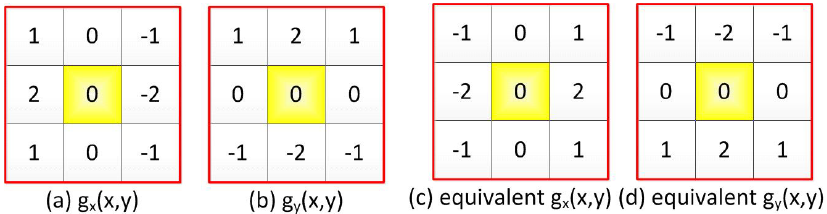 1 0 -1 1 2 1 -1 0 1 -1 -2 -1
2 0 -2 0 0 0 -2 0 2 0 0 0
1 0 -1 -1 -2 -1 -1 0 1 1 2 1
(a) gx(x,y) (b) gy(x,y) (c) equivalent gx(x,y) (d) equivalent gy(x,y)